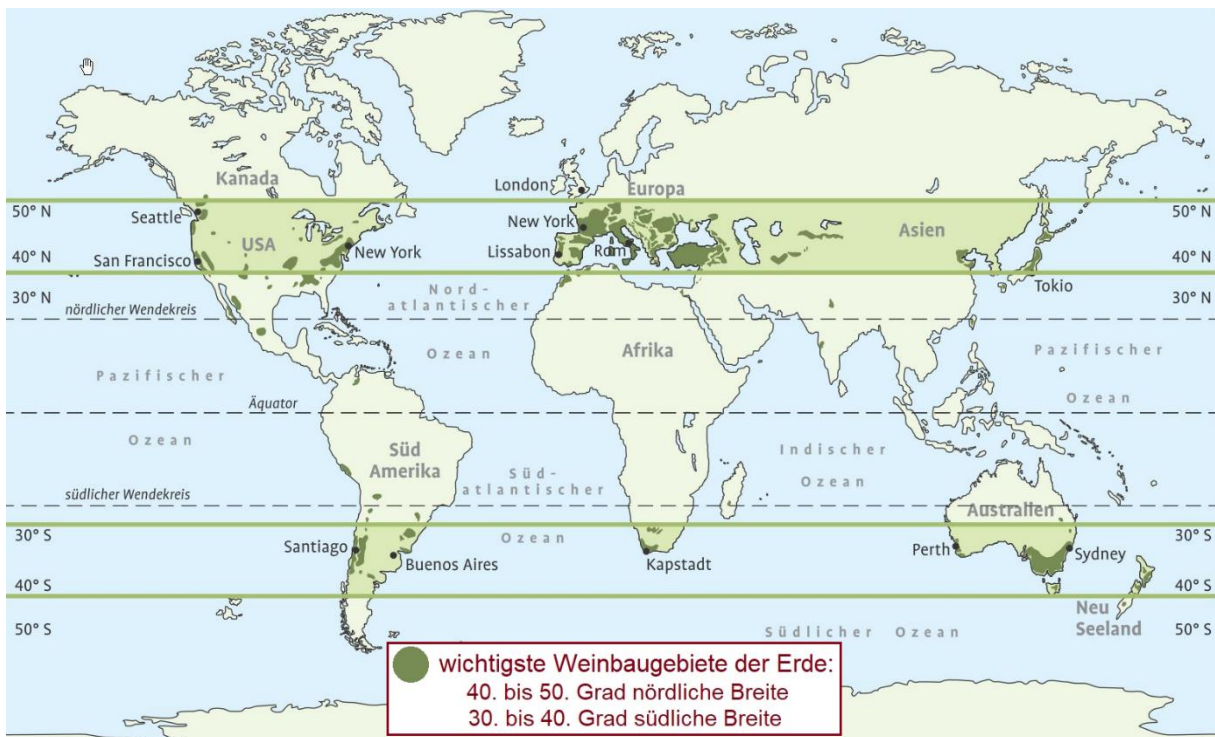 Kanada
London
Europa
50° N
50° N
Seattle
New York
USA
New York
Asien
Lissabon
Rom
40° N
San Francisco
40° N
Tokio
30° N
30° N
Nord-
atlantischer
Ozean
nördlicher Wendekreis
Afrika
Pazifischer
Ozean
Pazifischer
Ozean
Äquator
Süd
Amerika
Indischer
Ozean
Süd-
atlantischer
Ozean
südlicher Wendekreis
Australien
30° S
30° S
Santiago
Buenos Aires
Kapstadt
Perth
Sydney
40° S
40° S
Neu
Seeland
50° S
50° S
Südlicher Ozean
wichtigste Weinbaugebiete der Erde:
40. bis 50. Grad nördliche Breite
30. bis 40. Grad südliche Breite